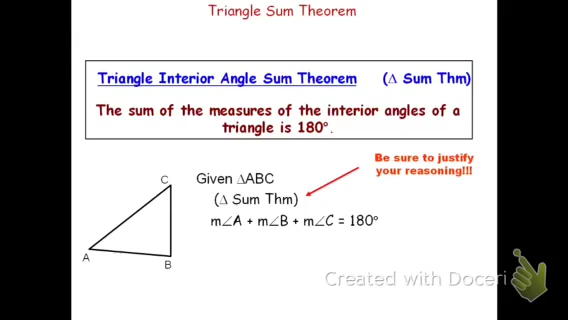 Triangle Sum Theorem
Triangle Interior Angle Sum Theorem (∆ Sum Thm)
The sum of the measures of the interior angles of a
triangle is 180°.
Be sure to justify
your reasoning!!!
Given ∆ABC
(∆ Sum Thm)
m∠A + m∠B + m∠C = 180°
C
A
B
Created with Doceri